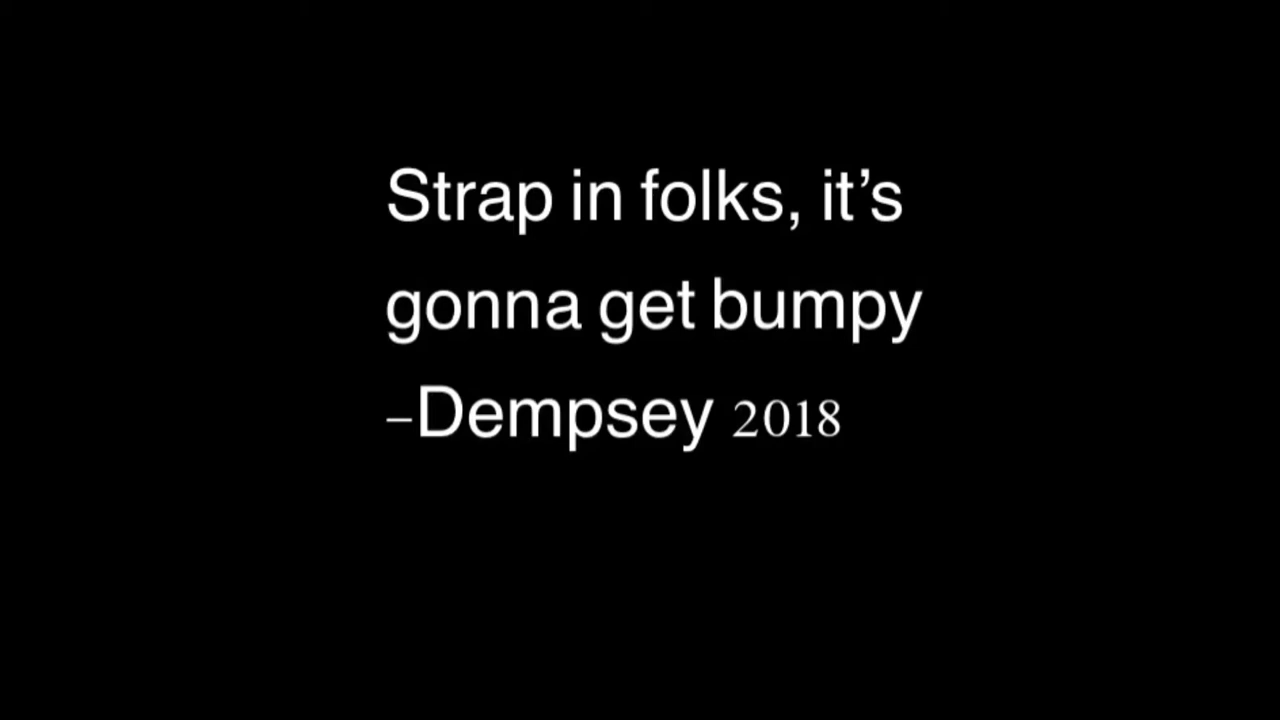 Strap in folks, it’s
gonna get bumpy
–Dempsey 2018